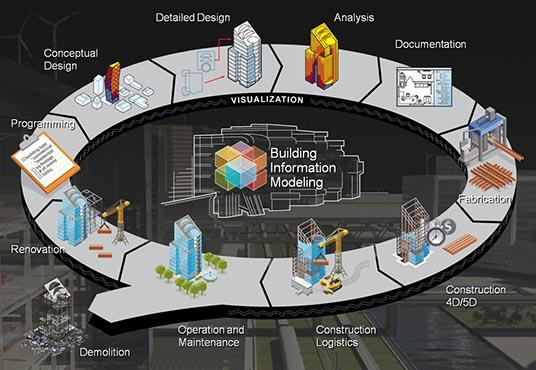 Detailed Design
Analysis
Conceptual
Design
Documentation
VISUALIZATION
Programming
Building
Information
Modeling
Fabrication
Renovation
Construction
4D/5D
Operation and
Maintenance
Construction
Logistics
Demolition